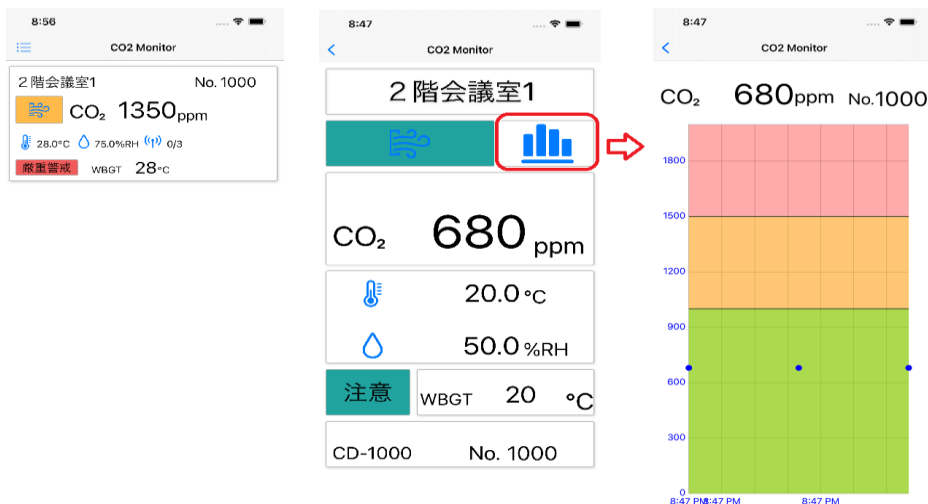 8:56
CO2 Monitor
2階会議室1 No. 1000
CO₂ 1350ppm
28.0°C 75.0%RH 0/3
厳重警戒 WBGT 28°C
8:47
CO2 Monitor
2階会議室1
CO₂ 680 ppm
20.0 °C
50.0 %RH
注意 WBGT 20 °C
CD-1000 No. 1000
8:47
CO2 Monitor
CO₂ 680ppm No.1000
1800
1500
1200
900
600
300
0
8:47 PM 8:47 PM 8:47 PM